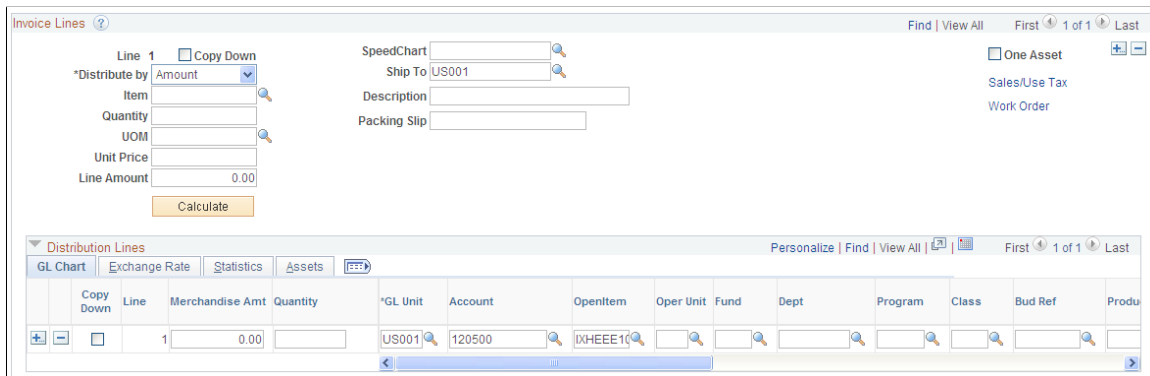 Invoice Lines ? Find | View All First 1 of 1 Last
Line 1 Copy Down SpeedChart One Asset
*Distribute by Amount Ship To US001 Sales/Use Tax
Item Description Work Order
Quantity Packing Slip
UOM
Unit Price
Line Amount 0.00
Calculate
Distribution Lines Personalize | Find | View All | | First 1 of 1 Last
GL Chart Exchange Rate Statistics Assets
Copy Down Line Merchandise Amt Quantity *GL Unit Account OpenItem Oper Unit Fund Dept Program Class Bud Ref Produ
1 0.00 US001 120500 IXHEEE10